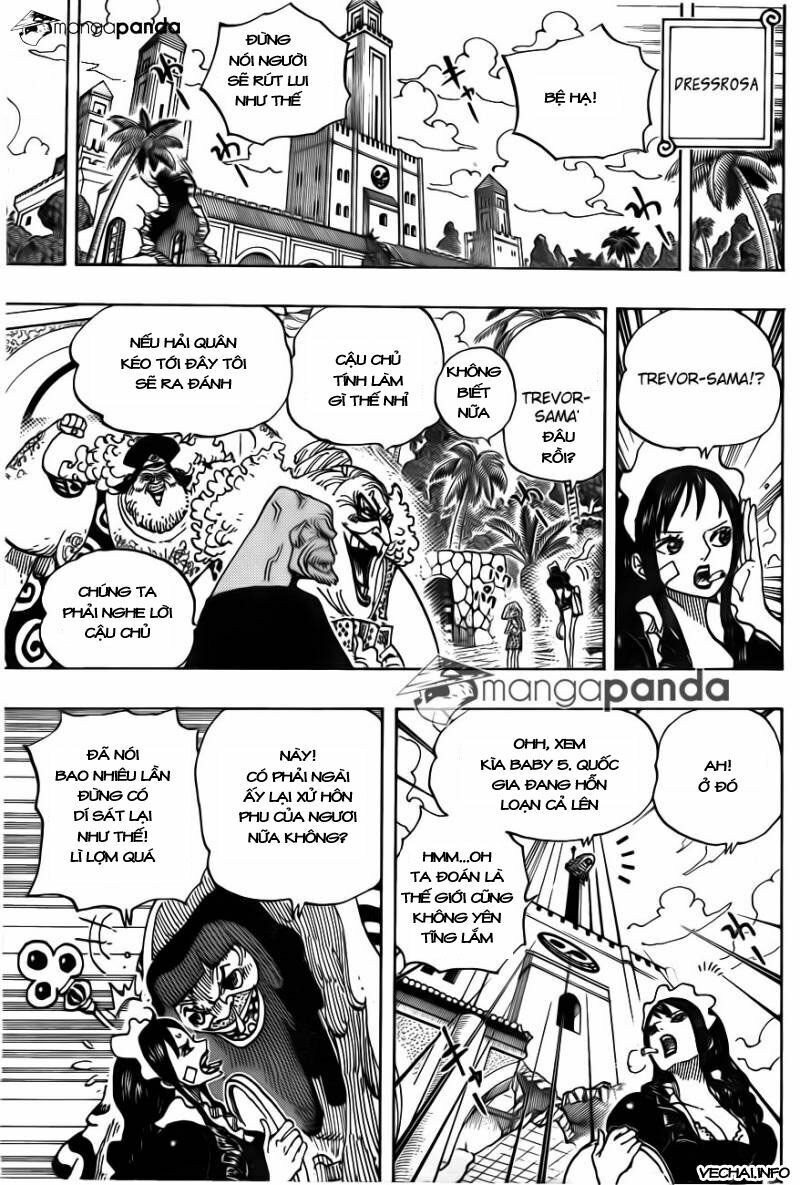 DRESSROSA
BỆ HẠ!
ĐỪNG
NÓI NGƯỜI
SẼ RÚT LUI
NHƯ THẾ
mangapanda
TREVOR-SAMA!?
TREVOR-
SAMA'
ĐÂU
RỒI?
KHÔNG
BIẾT
NỮA
CẬU CHỦ
TÍNH LÀM
GÌ THẾ NHỈ
NẾU HẢI QUÂN
KÉO TỚI ĐÂY TÔI
SẼ RA ĐÁNH
CHÚNG TA
PHẢI NGHE LỜI
CẬU CHỦ
mangapanda
AH!
Ở ĐÓ
OHH, XEM
KÌA BABY 5. QUỐC
GIA ĐANG HỖN
LOẠN CẢ LÊN
HMM...OH
TA ĐOÁN LÀ
THẾ GIỚI CŨNG
KHÔNG YÊN
TĨNG LẮM
NÀY!
CÓ PHẢI NGÀI
ẤY LẠI XỬ HÔN
PHU CỦA NGƯƠI
NỮA KHÔNG?
ĐÃ NÓI
BAO NHIÊU LẦN
ĐỪNG CÓ
DÍ SÁT LẠI
NHƯ THẾ!
LÌ LỢM QUÁ
VECHAI.INFO